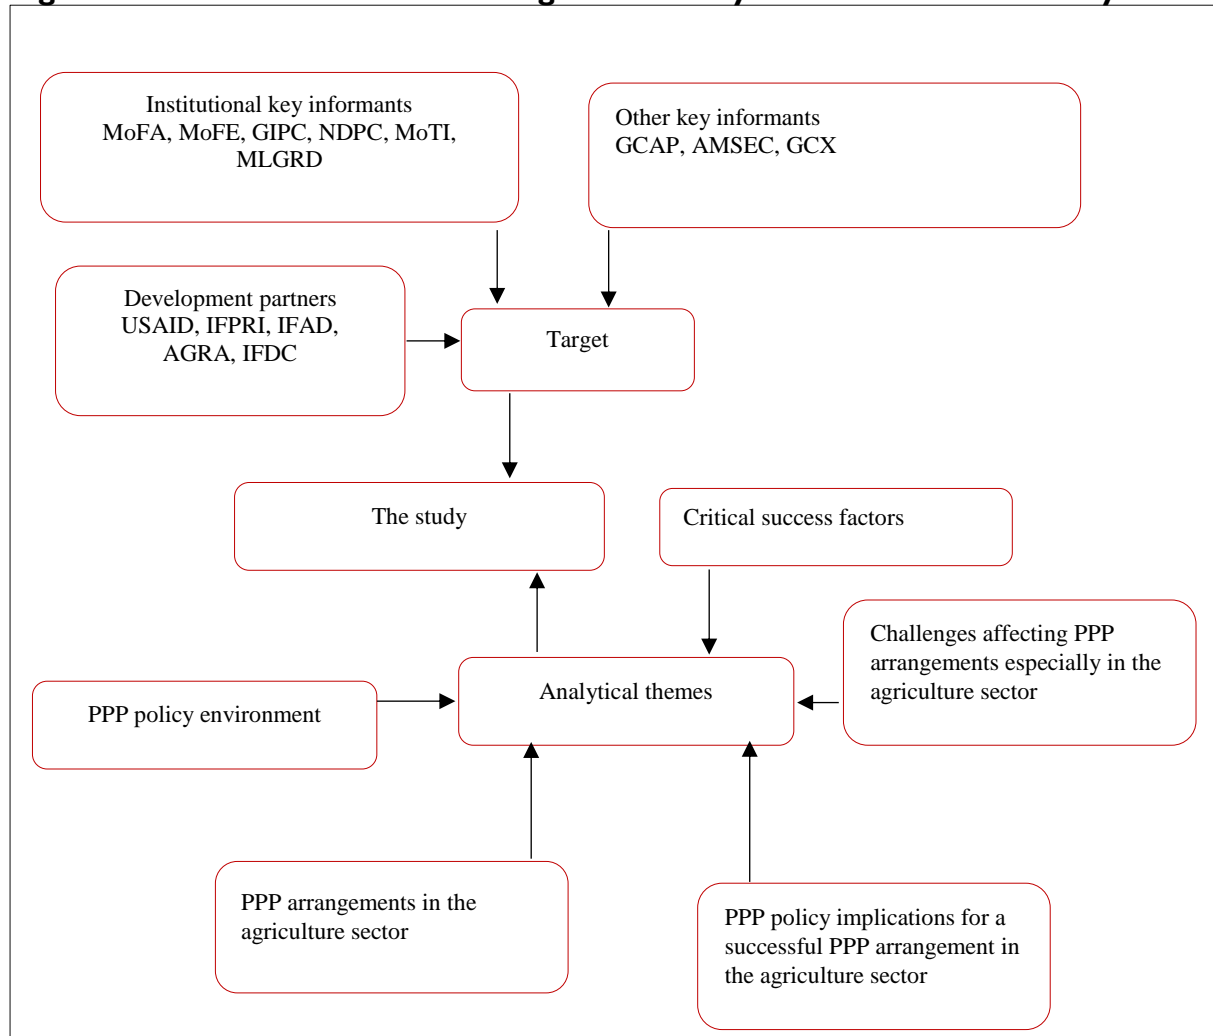 Institutional key informants
MoFA, MoFE, GIPC, NDPC, MoTI,
MLGRD
Other key informants
GCAP, AMSEC, GCX
Development partners
USAID, IFPRI, IFAD,
AGRA, IFDC
Target
The study
Critical success factors
Challenges affecting PPP
arrangements especially in the
agriculture sector
Analytical themes
PPP policy environment
PPP arrangements in the
agriculture sector
PPP policy implications for a
successful PPP arrangement in
the agriculture sector